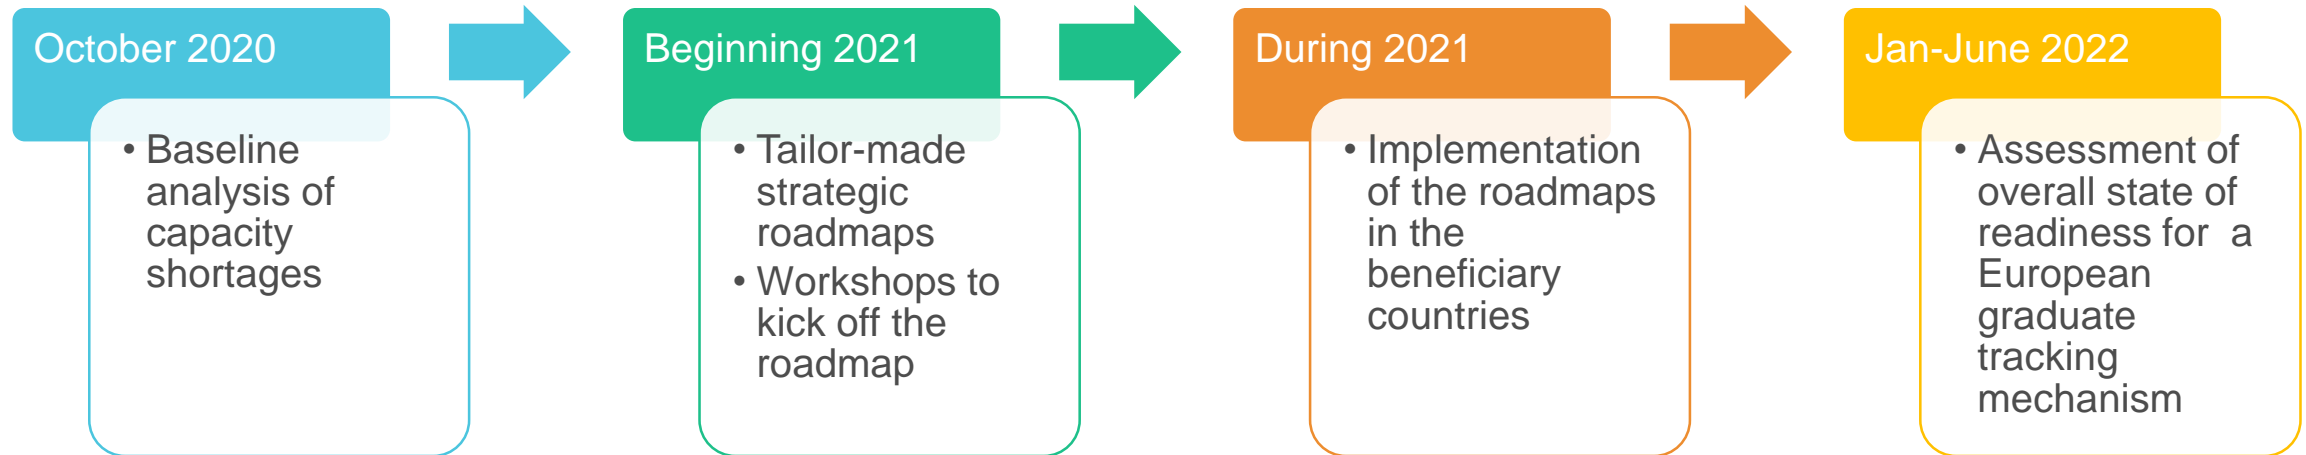 October 2020
• Baseline
analysis of
capacity
shortages
Beginning 2021
• Tailor-made
strategic
roadmaps
• Workshops to
kick off the
roadmap
During 2021
• Implementation
of the roadmaps
in the
beneficiary
countries
Jan-June 2022
• Assessment of
overall state of
readiness for  a
European
graduate
tracking
mechanism